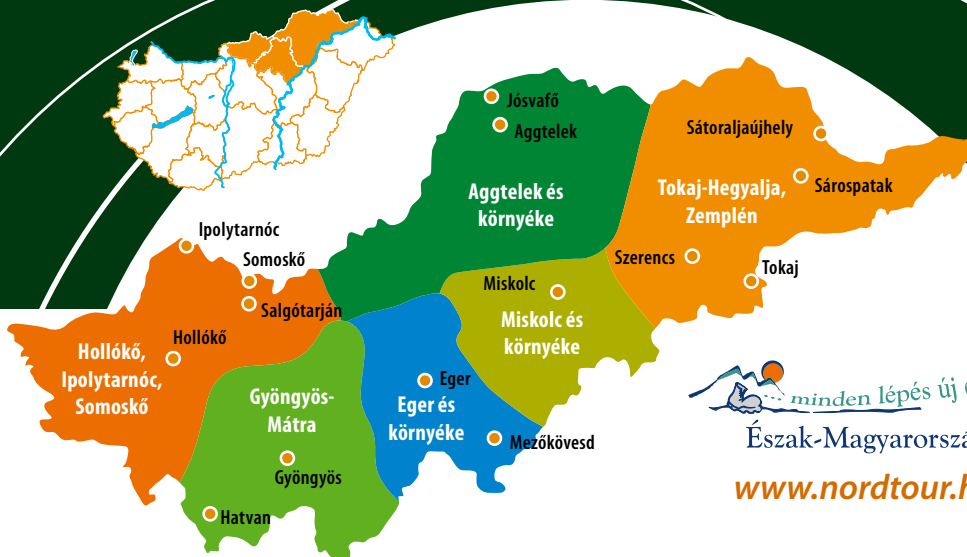 Jósvafő
Aggtelek
Aggtelek és
környéke
Sátoraljaújhely
Sárospatak
Tokaj-Hegyalja,
Zemplén
Szerencs
Tokaj
Ipolytarnóc
Somoskő
Salgótarján
Hollókő
Hollókő,
Ipolytarnóc,
Somoskő
Miskolc
Miskolc és
környéke
Gyöngyös-
Mátra
Gyöngyös
Hatvan
Eger
Eger és
környéke
Mezőkövesd
minden lépés új
Észak-Magyarorszá
www.nordtour.h